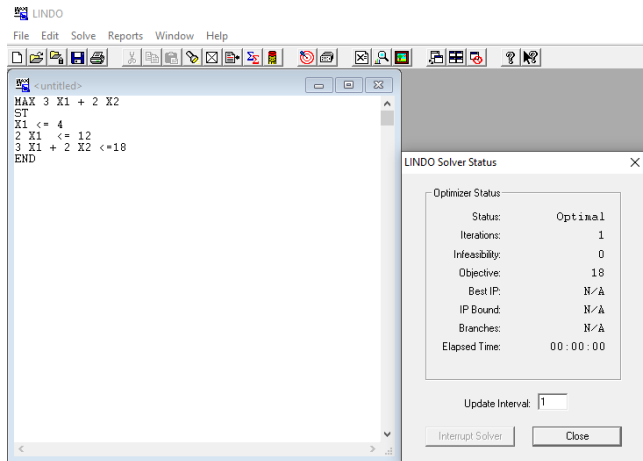 LINDO
File Edit Solve Reports Window Help
<untitled>
MAX 3 X1 + 2 X2
ST
X1 <= 4
2 X1  <= 12
3 X1 + 2 X2 <=18
END
LINDO Solver Status
Optimizer Status
Status: Optimal
Iterations: 1
Infeasibility: 0
Objective: 18
Best IP: N/A
IP Bound: N/A
Branches: N/A
Elapsed Time: 00:00:00
Update Interval: 1
Interrupt Solver Close